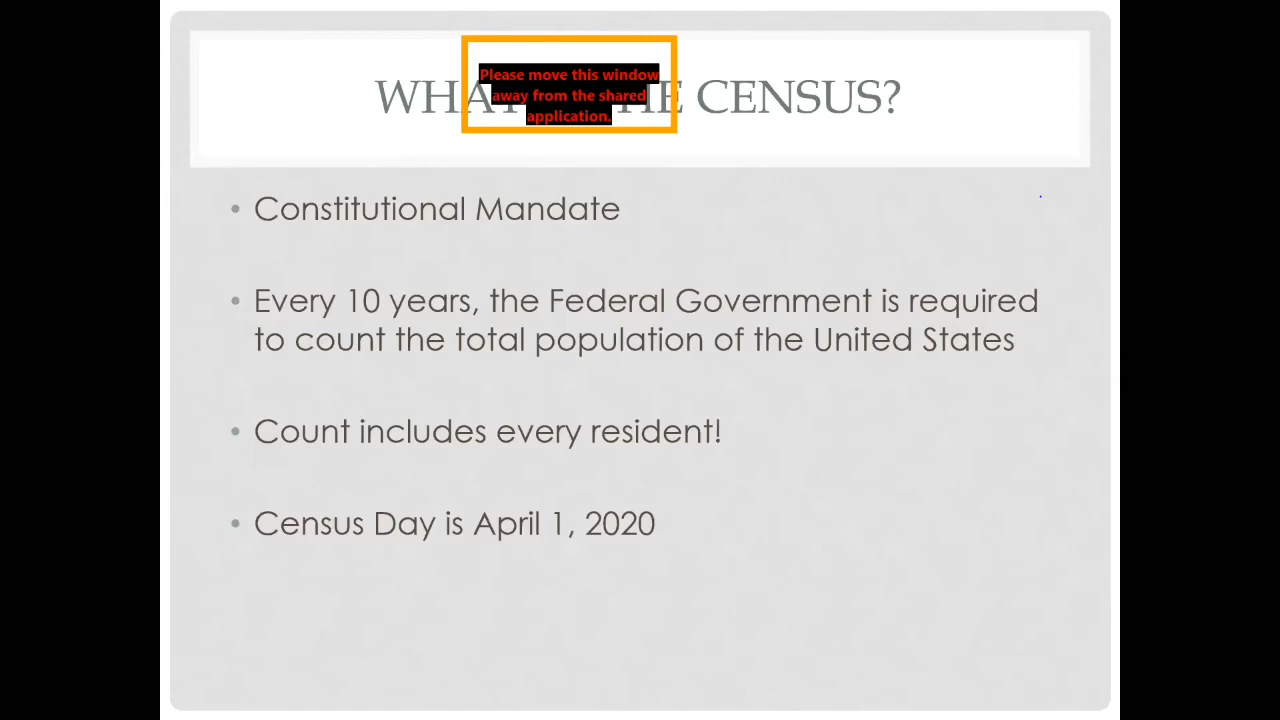 WHAT THE CENSUS?
Please move this window
away from the shared
application.
• Constitutional Mandate
• Every 10 years, the Federal Government is required
to count the total population of the United States
• Count includes every resident!
• Census Day is April 1, 2020